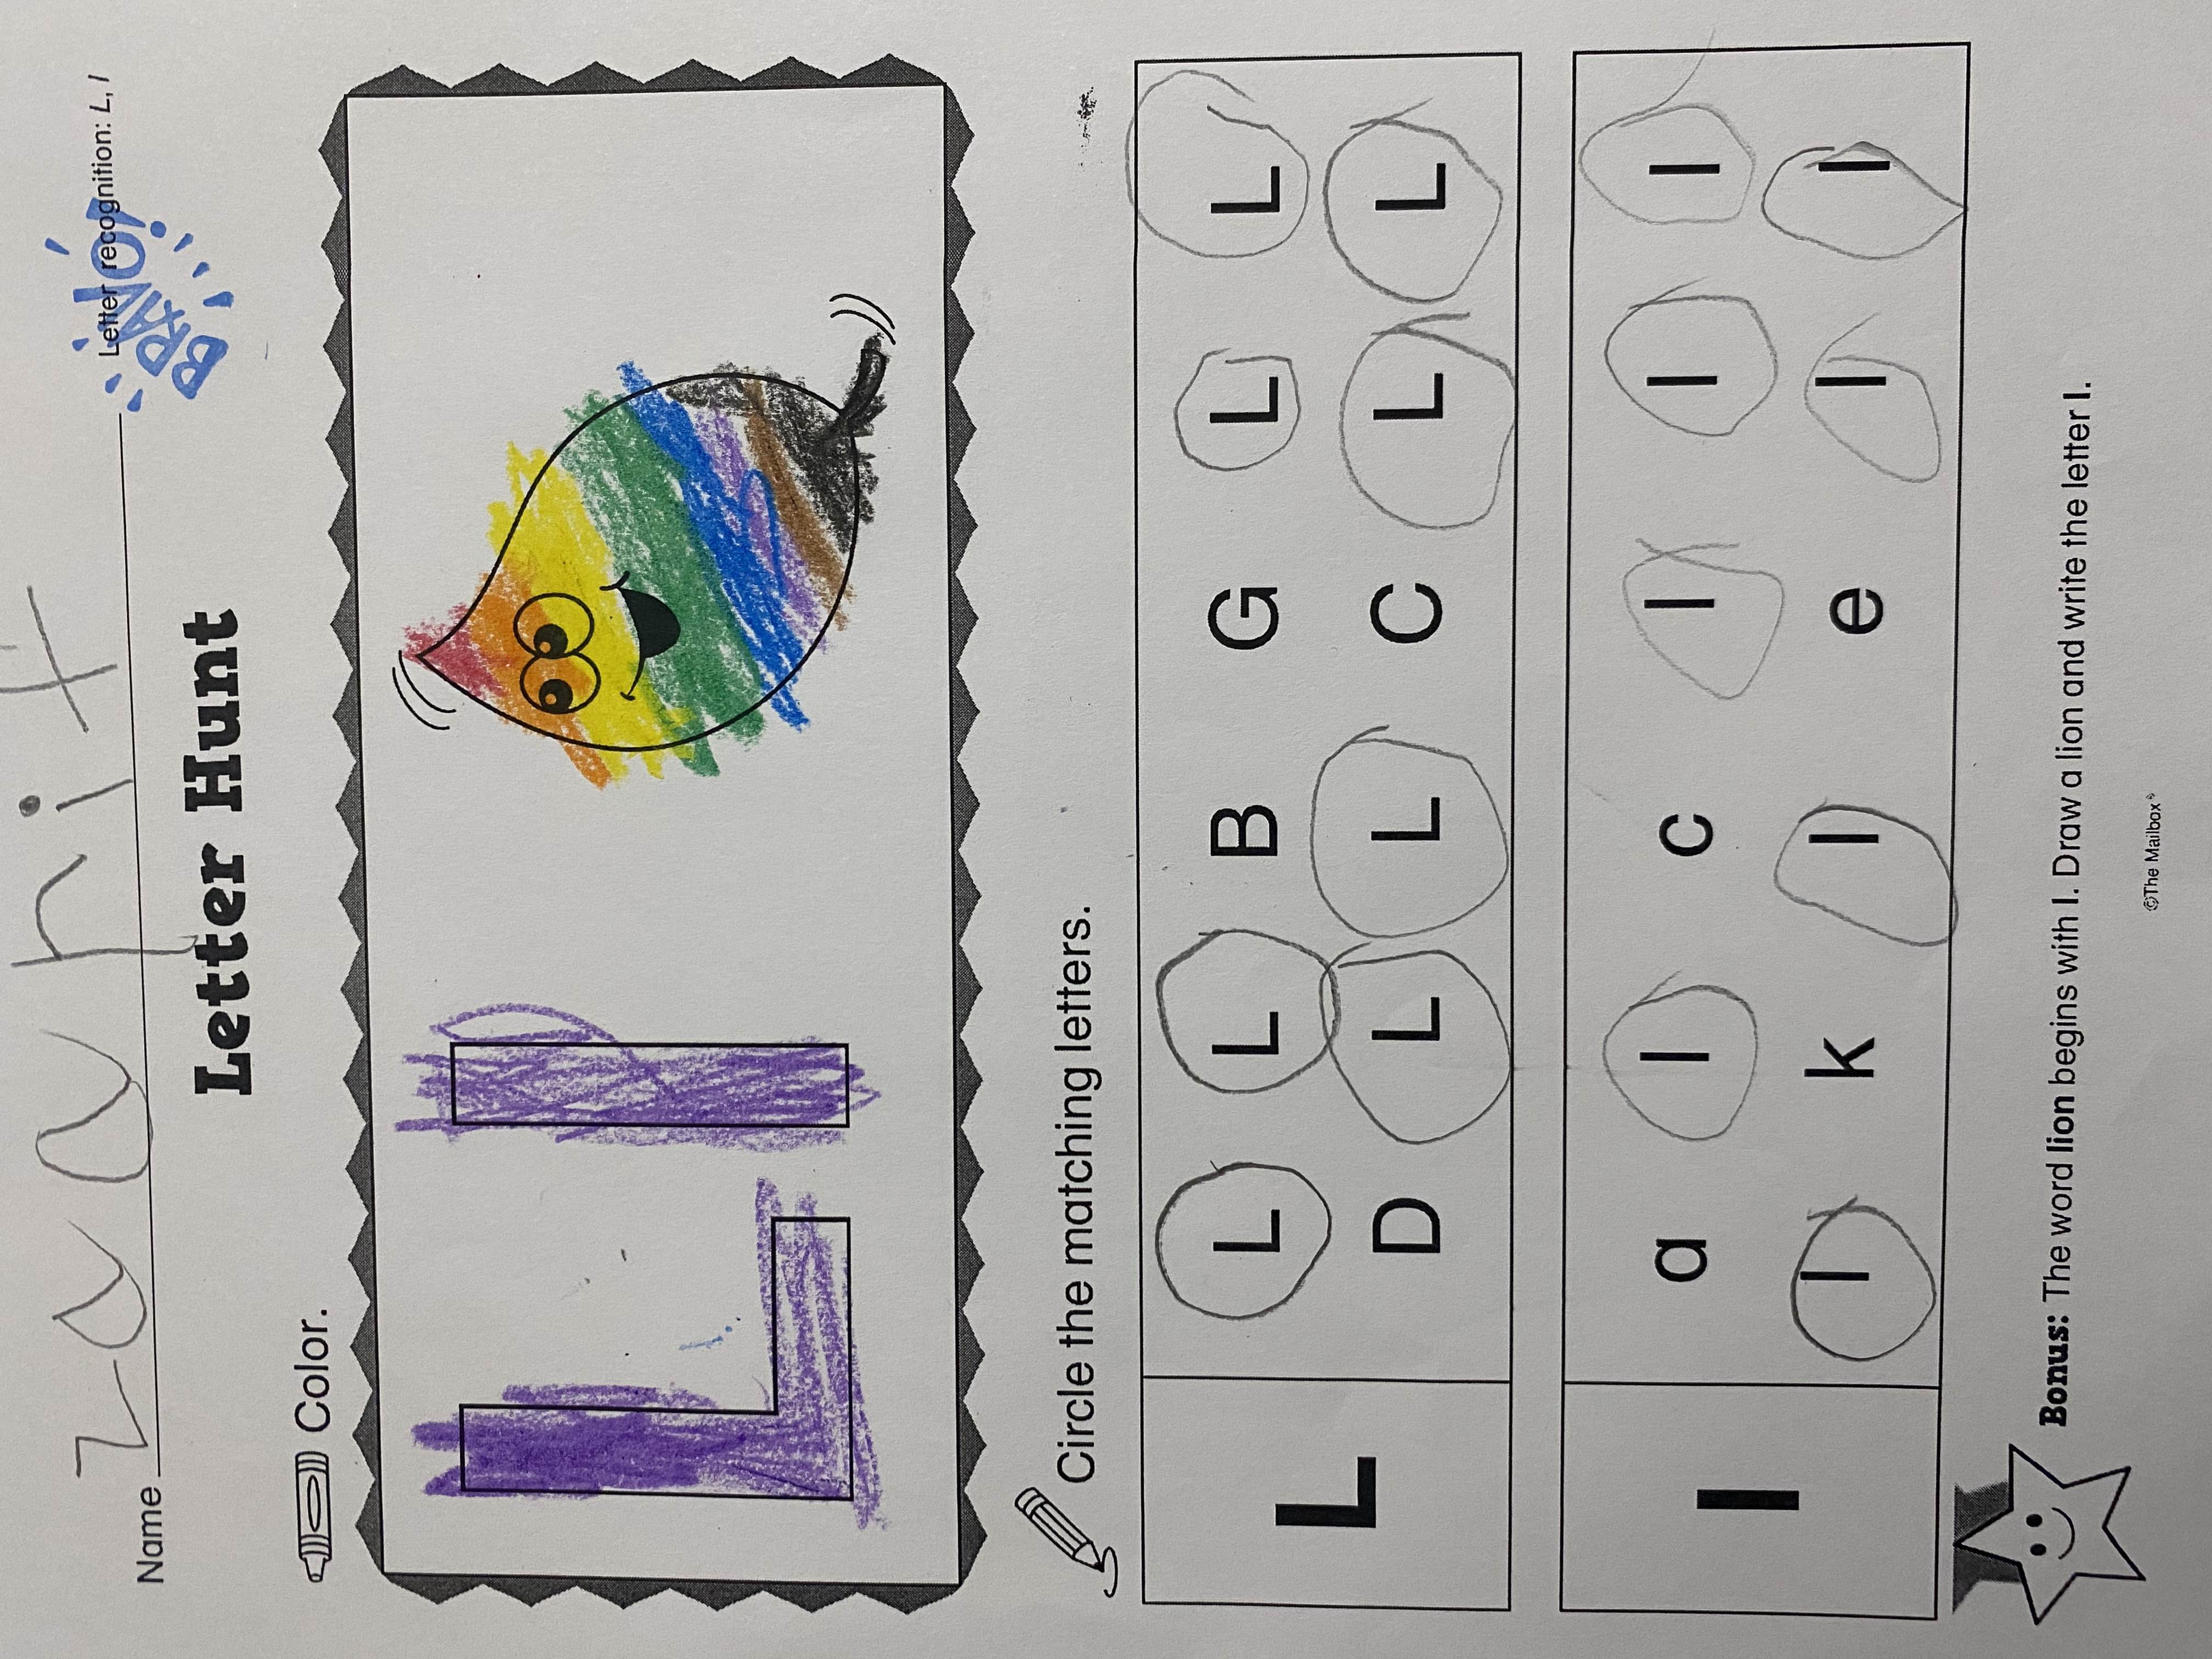 Name zaarit
Letter recognition: L, l
BRAVO!
Letter Hunt
Color.
L l
Circle the matching letters.
L
L L B G L L
D L L C L L
l
a l c l l l
l k l e l l
Bonus: The word lion begins with l. Draw a lion and write the letter l.
©The Mailbox®